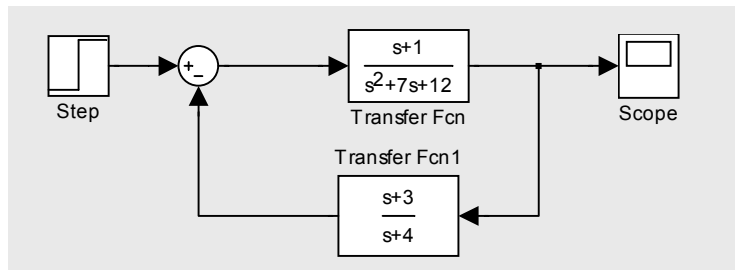 s+1
s²+7s+12
Step
Transfer Fcn
Scope
Transfer Fcn1
s+3
s+4